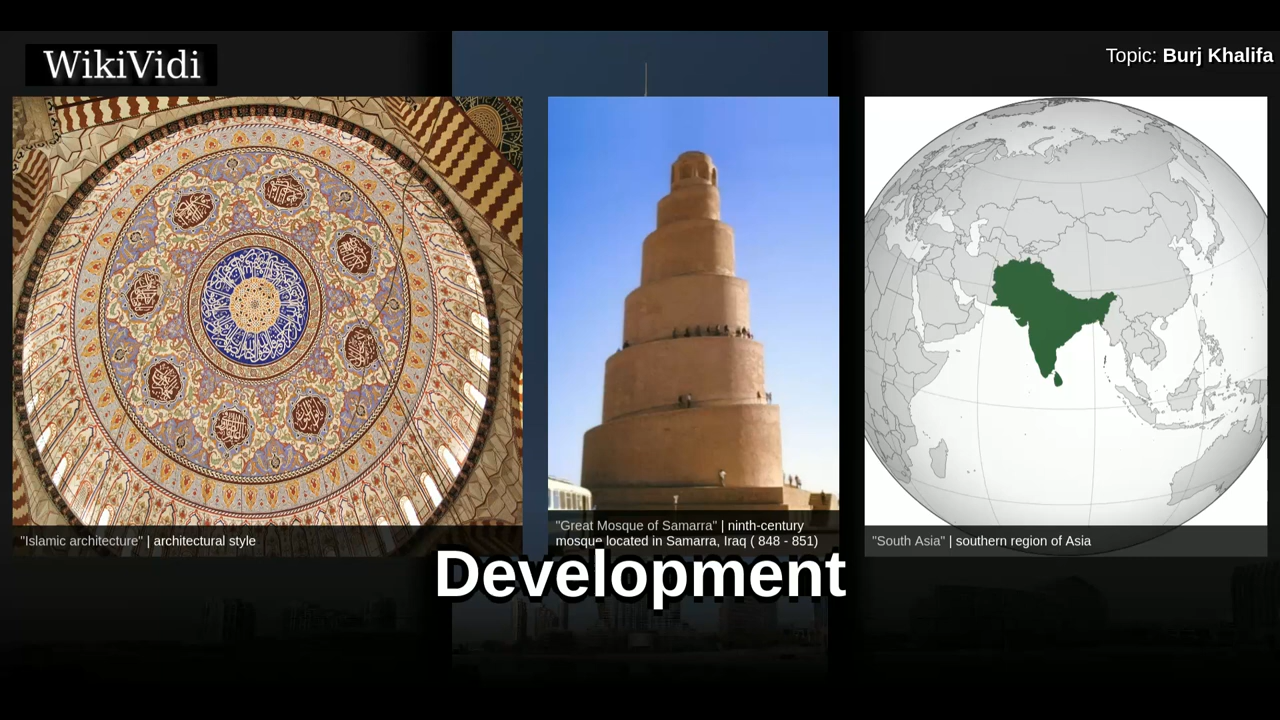 WikiVidi
Topic: Burj Khalifa
"Islamic architecture" | architectural style
"Great Mosque of Samarra" | ninth-century
mosque located in Samarra, Iraq ( 848 - 851)
"South Asia" | southern region of Asia
Development